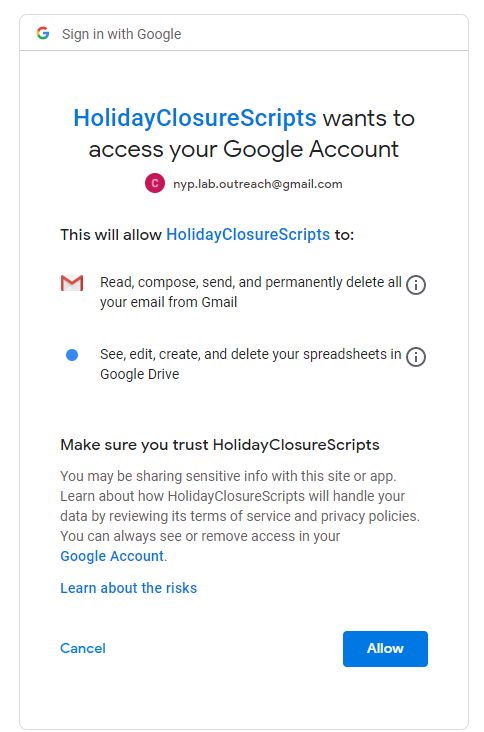 Sign in with Google
HolidayClosureScripts wants to
access your Google Account
C nyp.lab.outreach@gmail.com
This will allow HolidayClosureScripts to:
Read, compose, send, and permanently delete all
your email from Gmail
See, edit, create, and delete your spreadsheets in
Google Drive
Make sure you trust HolidayClosureScripts
You may be sharing sensitive info with this site or app.
Learn about how HolidayClosureScripts will handle your
data by reviewing its terms of service and privacy policies.
You can always see or remove access in your
Google Account.
Learn about the risks
Cancel
Allow